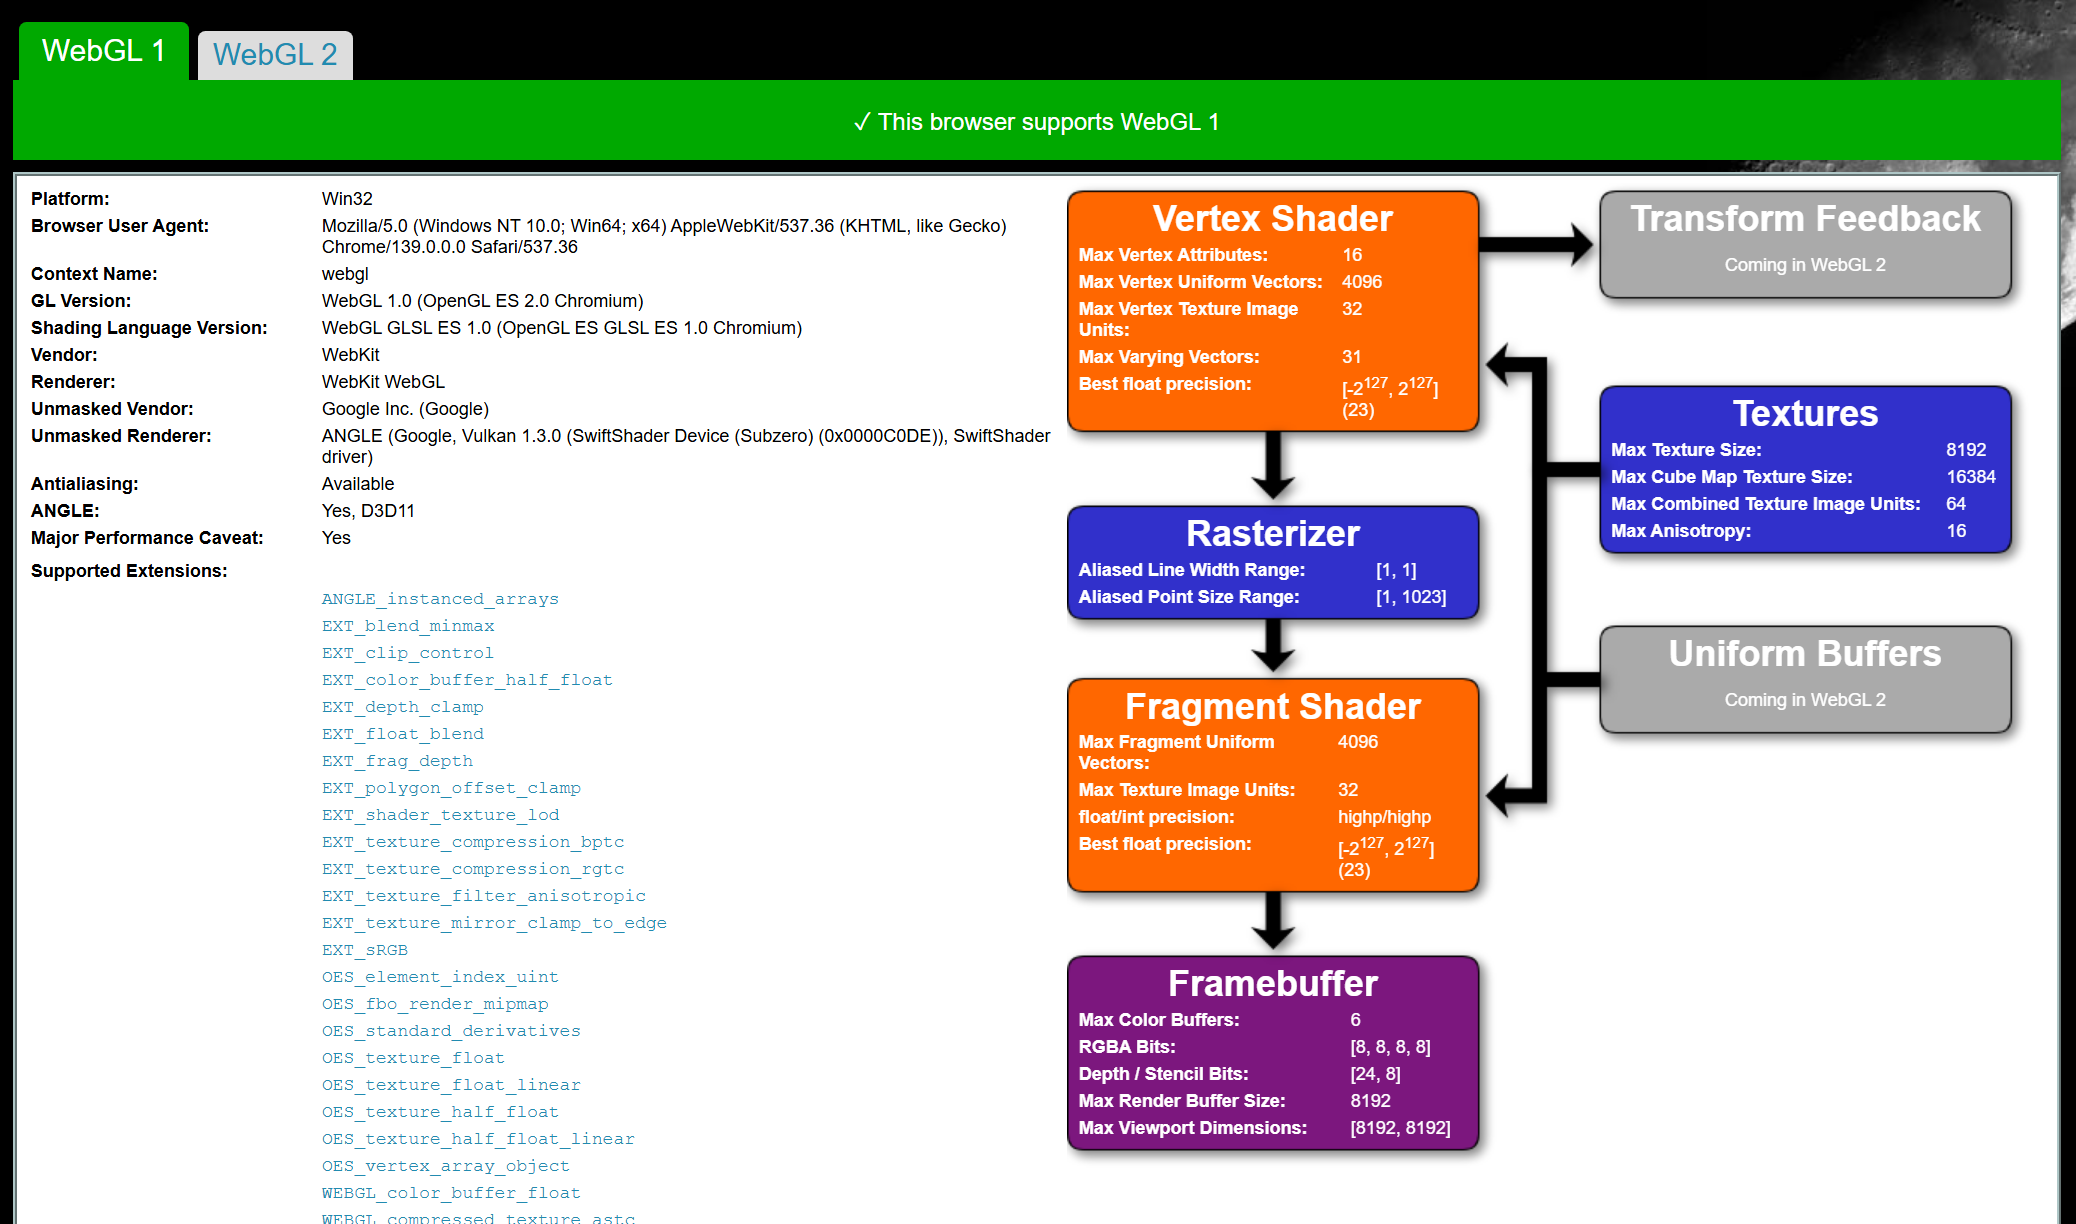 WebGL 1
WebGL 2
✓ This browser supports WebGL 1
Platform: Win32
Browser User Agent: Mozilla/5.0 (Windows NT 10.0; Win64; x64) AppleWebKit/537.36 (KHTML, like Gecko)
Chrome/139.0.0.0 Safari/537.36
Context Name: webgl
GL Version: WebGL 1.0 (OpenGL ES 2.0 Chromium)
Shading Language Version: WebGL GLSL ES 1.0 (OpenGL ES GLSL ES 1.0 Chromium)
Vendor: WebKit
Renderer: WebKit WebGL
Unmasked Vendor: Google Inc. (Google)
Unmasked Renderer: ANGLE (Google, Vulkan 1.3.0 (SwiftShader Device (Subzero) (0x0000C0DE)), SwiftShader
driver)
Antialiasing: Available
ANGLE: Yes, D3D11
Major Performance Caveat: Yes
Supported Extensions:
ANGLE_instanced_arrays
EXT_blend_minmax
EXT_clip_control
EXT_color_buffer_half_float
EXT_depth_clamp
EXT_float_blend
EXT_frag_depth
EXT_polygon_offset_clamp
EXT_shader_texture_lod
EXT_texture_compression_bptc
EXT_texture_compression_rgtc
EXT_texture_filter_anisotropic
EXT_texture_mirror_clamp_to_edge
EXT_sRGB
OES_element_index_uint
OES_fbo_render_mipmap
OES_standard_derivatives
OES_texture_float
OES_texture_float_linear
OES_texture_half_float
OES_texture_half_float_linear
OES_vertex_array_object
WEBGL_color_buffer_float
WEBGL_compressed_texture_astc
Vertex Shader
Max Vertex Attributes: 16
Max Vertex Uniform Vectors: 4096
Max Vertex Texture Image 32
Units:
Max Varying Vectors: 31
Best float precision: [-2¹²⁷, 2¹²⁷]
(23)
Transform Feedback
Coming in WebGL 2
Textures
Max Texture Size: 8192
Max Cube Map Texture Size: 16384
Max Combined Texture Image Units: 64
Max Anisotropy: 16
Rasterizer
Aliased Line Width Range: [1, 1]
Aliased Point Size Range: [1, 1023]
Uniform Buffers
Coming in WebGL 2
Fragment Shader
Max Fragment Uniform 4096
Vectors:
Max Texture Image Units: 32
float/int precision: highp/highp
Best float precision: [-2¹²⁷, 2¹²⁷]
(23)
Framebuffer
Max Color Buffers: 6
RGBA Bits: [8, 8, 8, 8]
Depth / Stencil Bits: [24, 8]
Max Render Buffer Size: 8192
Max Viewport Dimensions: [8192, 8192]